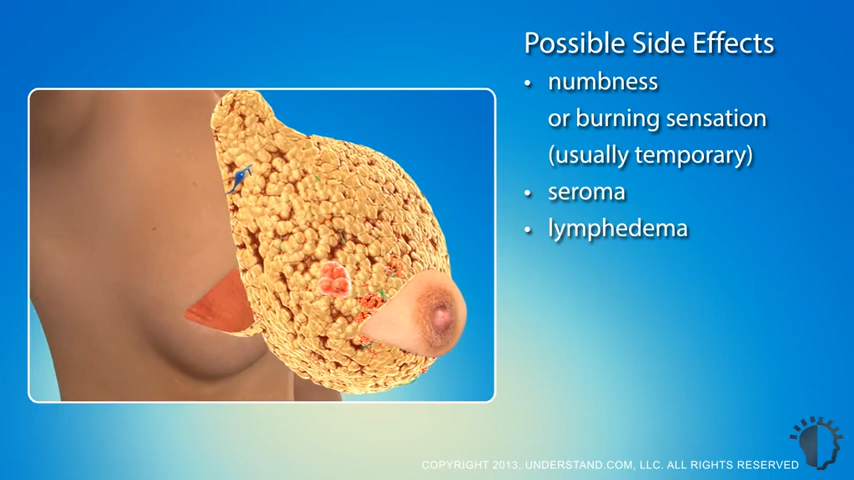 Possible Side Effects
• numbness
or burning sensation
(usually temporary)
• seroma
• lymphedema
COPYRIGHT 2013, UNDERSTAND.COM, LLC. ALL RIGHTS RESERVED